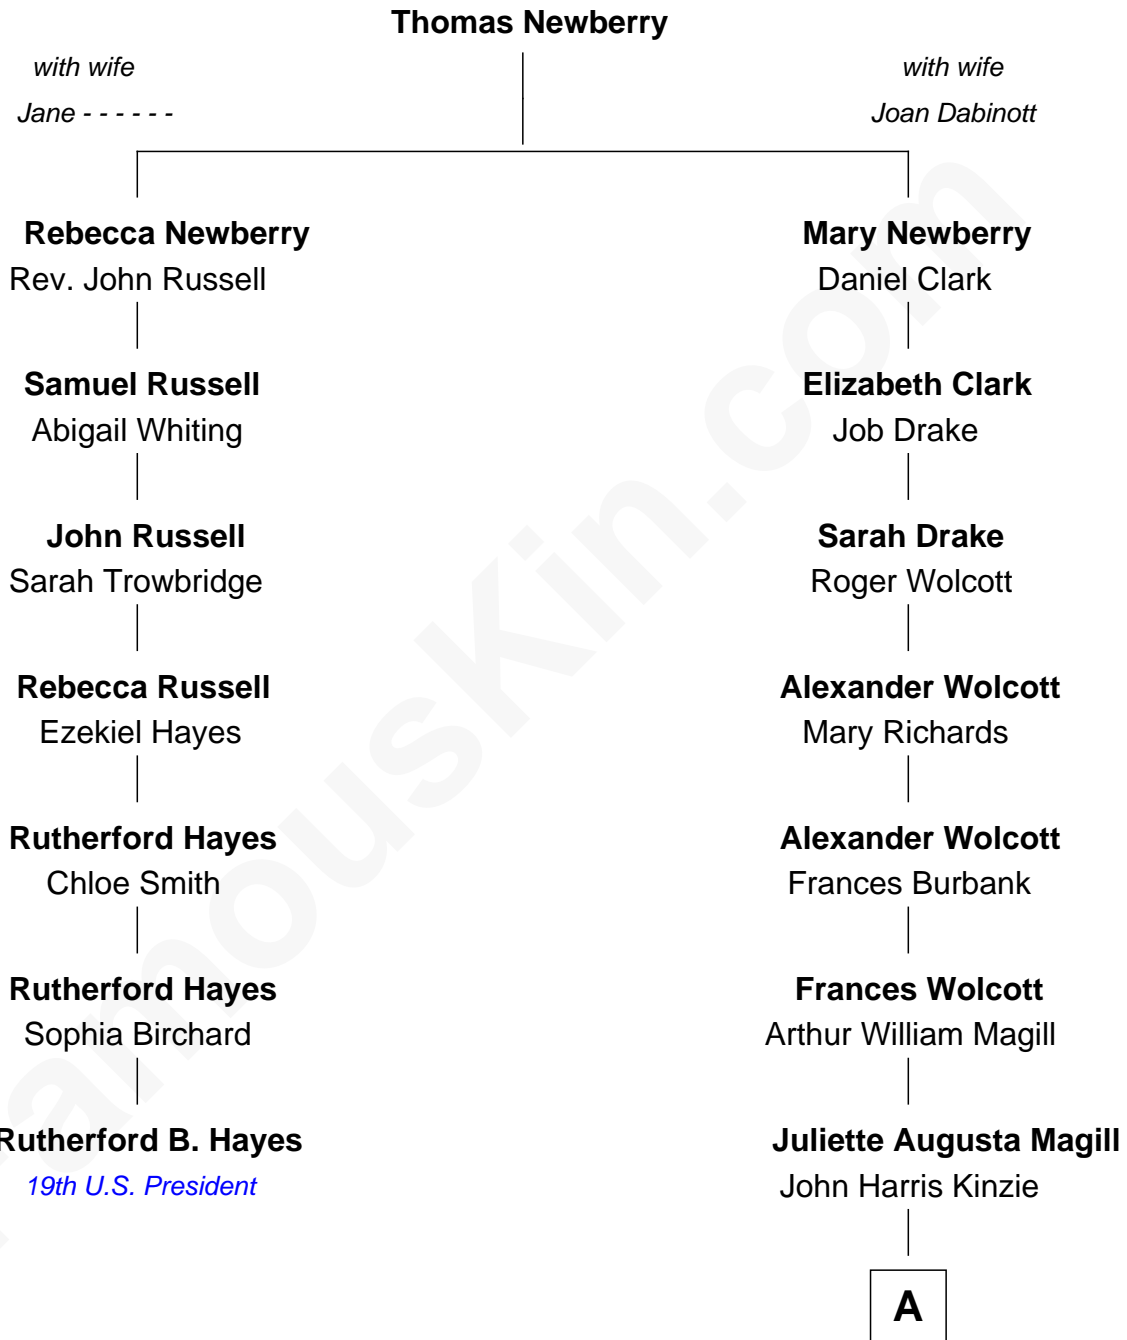 Thomas Newberry
with wife
Jane - - - - - -
with wife
Joan Dabinott
Rebecca Newberry
Rev. John Russell
Mary Newberry
Daniel Clark
Samuel Russell
Abigail Whiting
Elizabeth Clark
Job Drake
John Russell
Sarah Trowbridge
Sarah Drake
Roger Wolcott
Rebecca Russell
Ezekiel Hayes
Alexander Wolcott
Mary Richards
Rutherford Hayes
Chloe Smith
Alexander Wolcott
Frances Burbank
Rutherford Hayes
Sophia Birchard
Frances Wolcott
Arthur William Magill
Rutherford B. Hayes
19th U.S. President
Juliette Augusta Magill
John Harris Kinzie
A
FamousKin.com